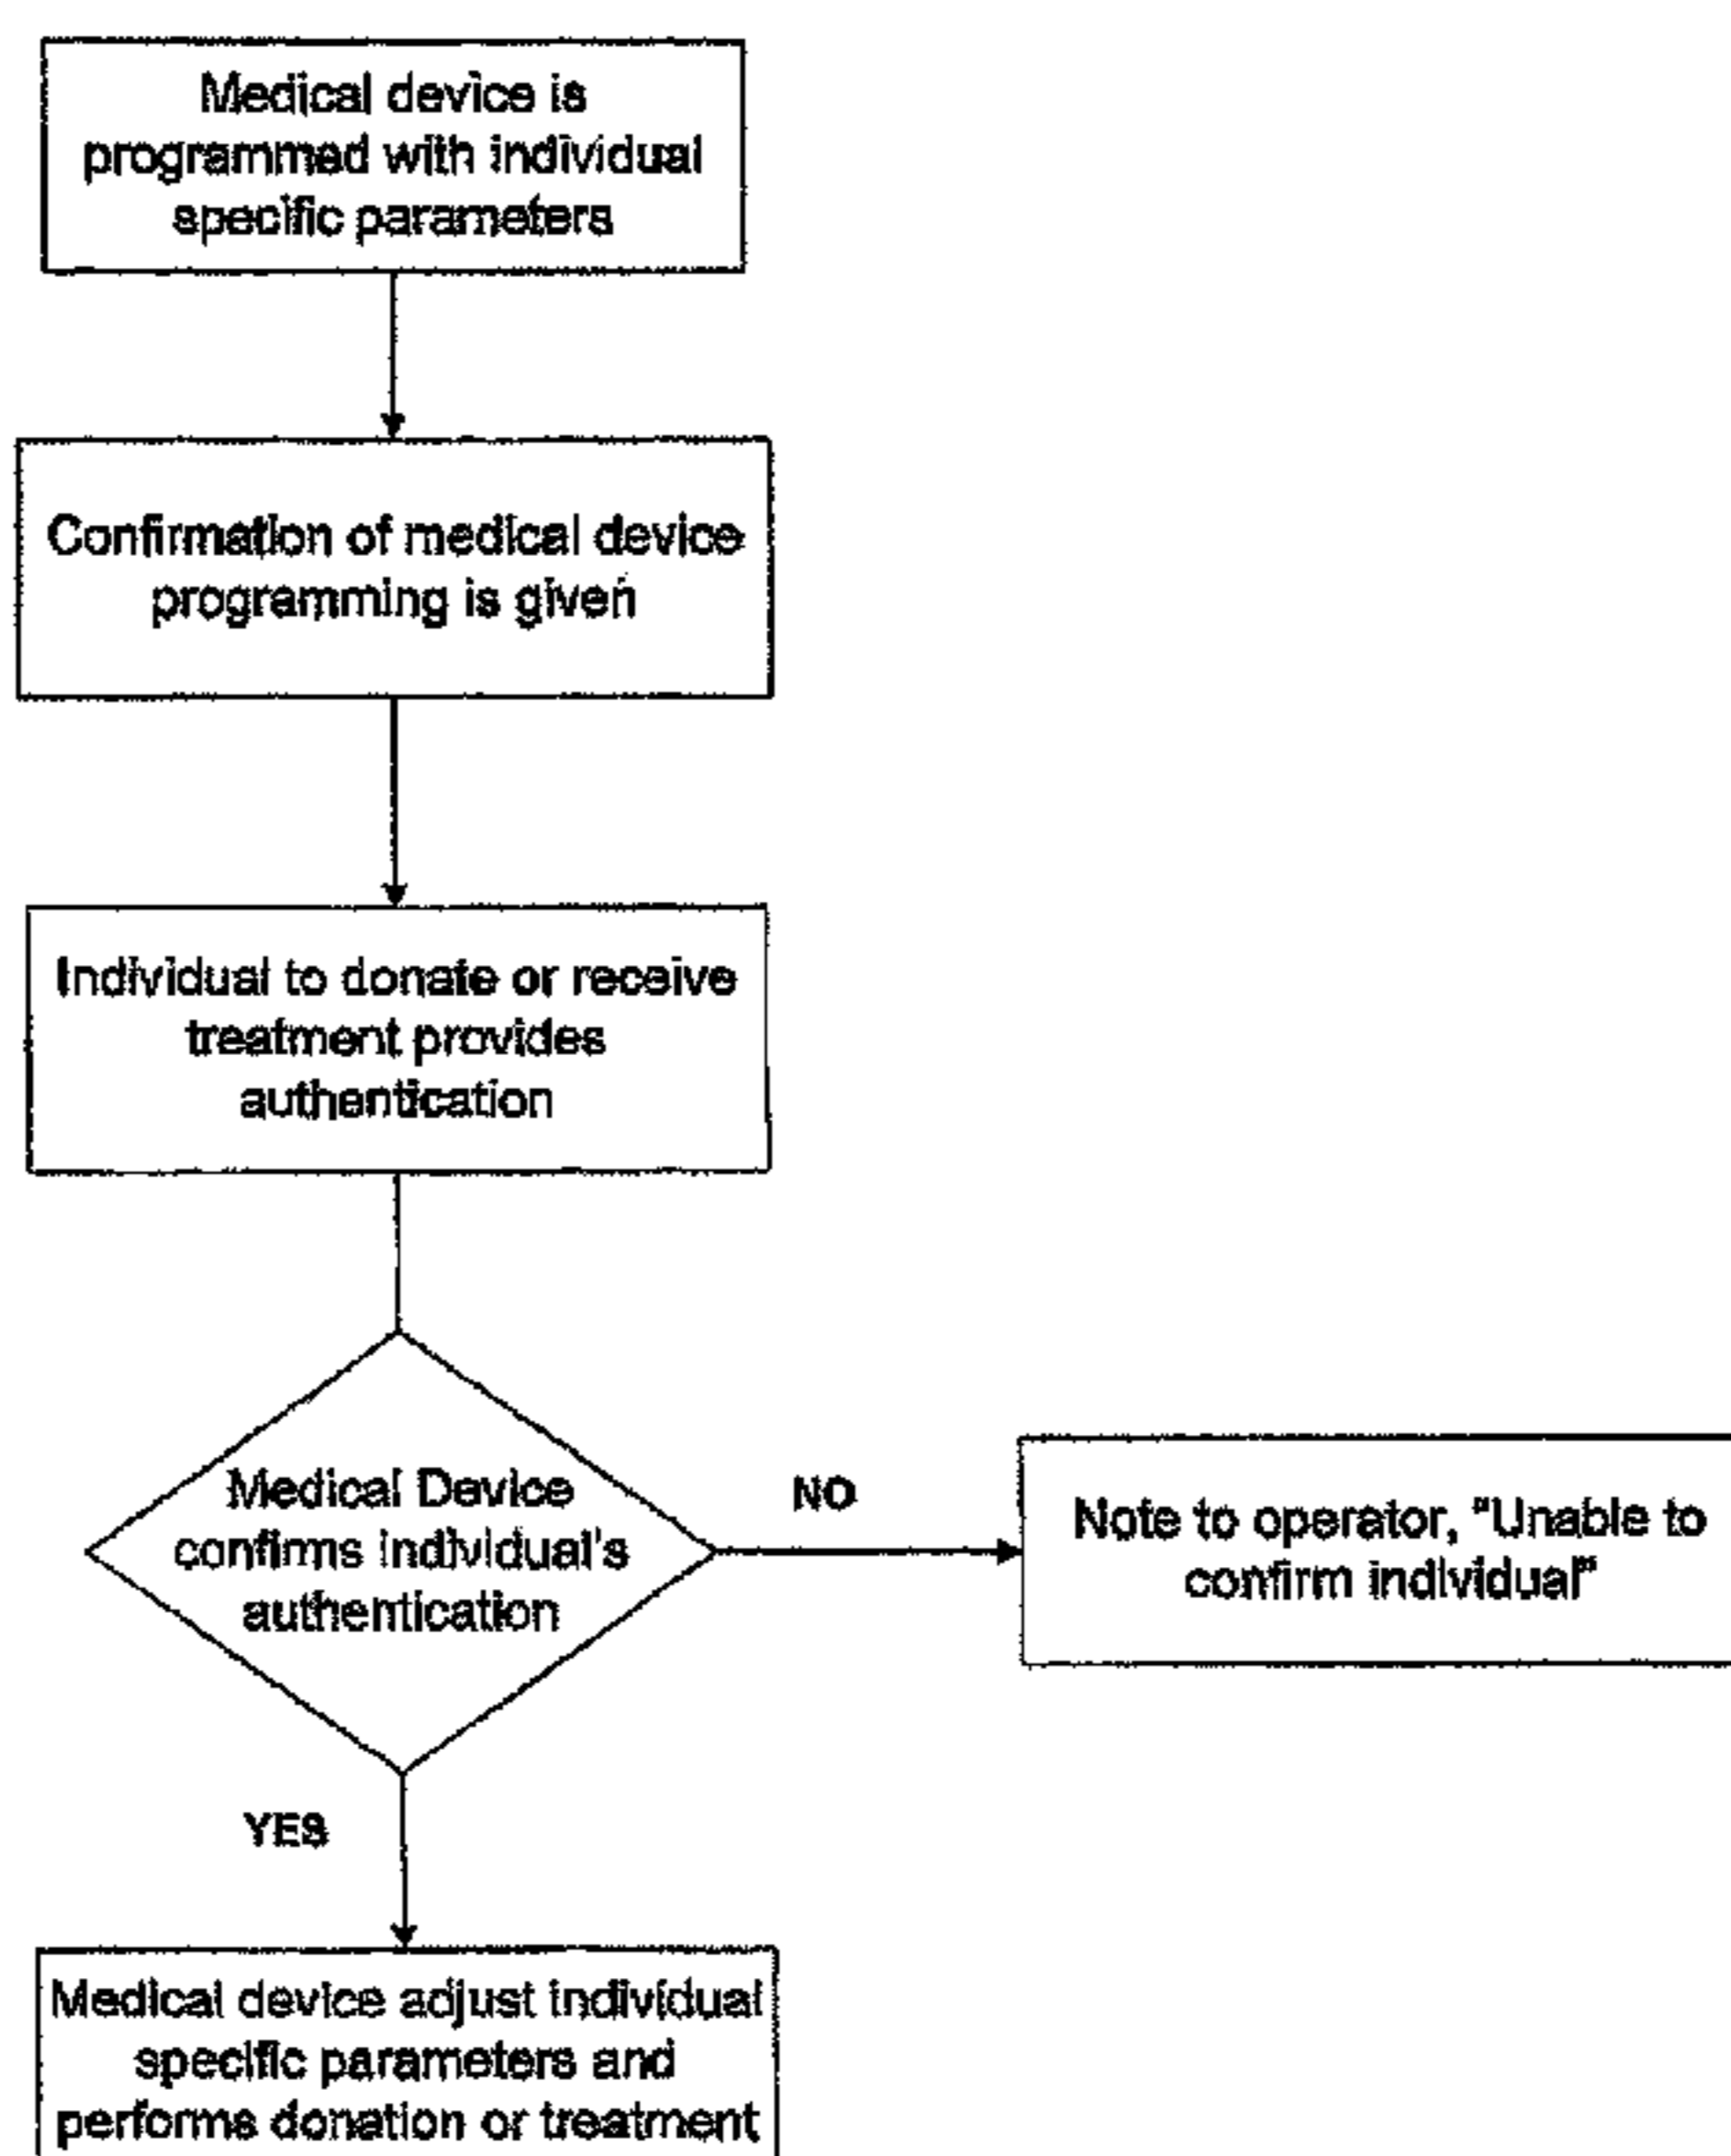 Medical device is
programmed with individual
specific parameters
Confirmation of medical device
programming is given
Individual to donate or receive
treatment provides
authentication
Medical Device
confirms individual's
authentication
NO
Note to operator, "Unable to
confirm individual"
YES
Medical device adjust individual
specific parameters and
performs donation or treatment